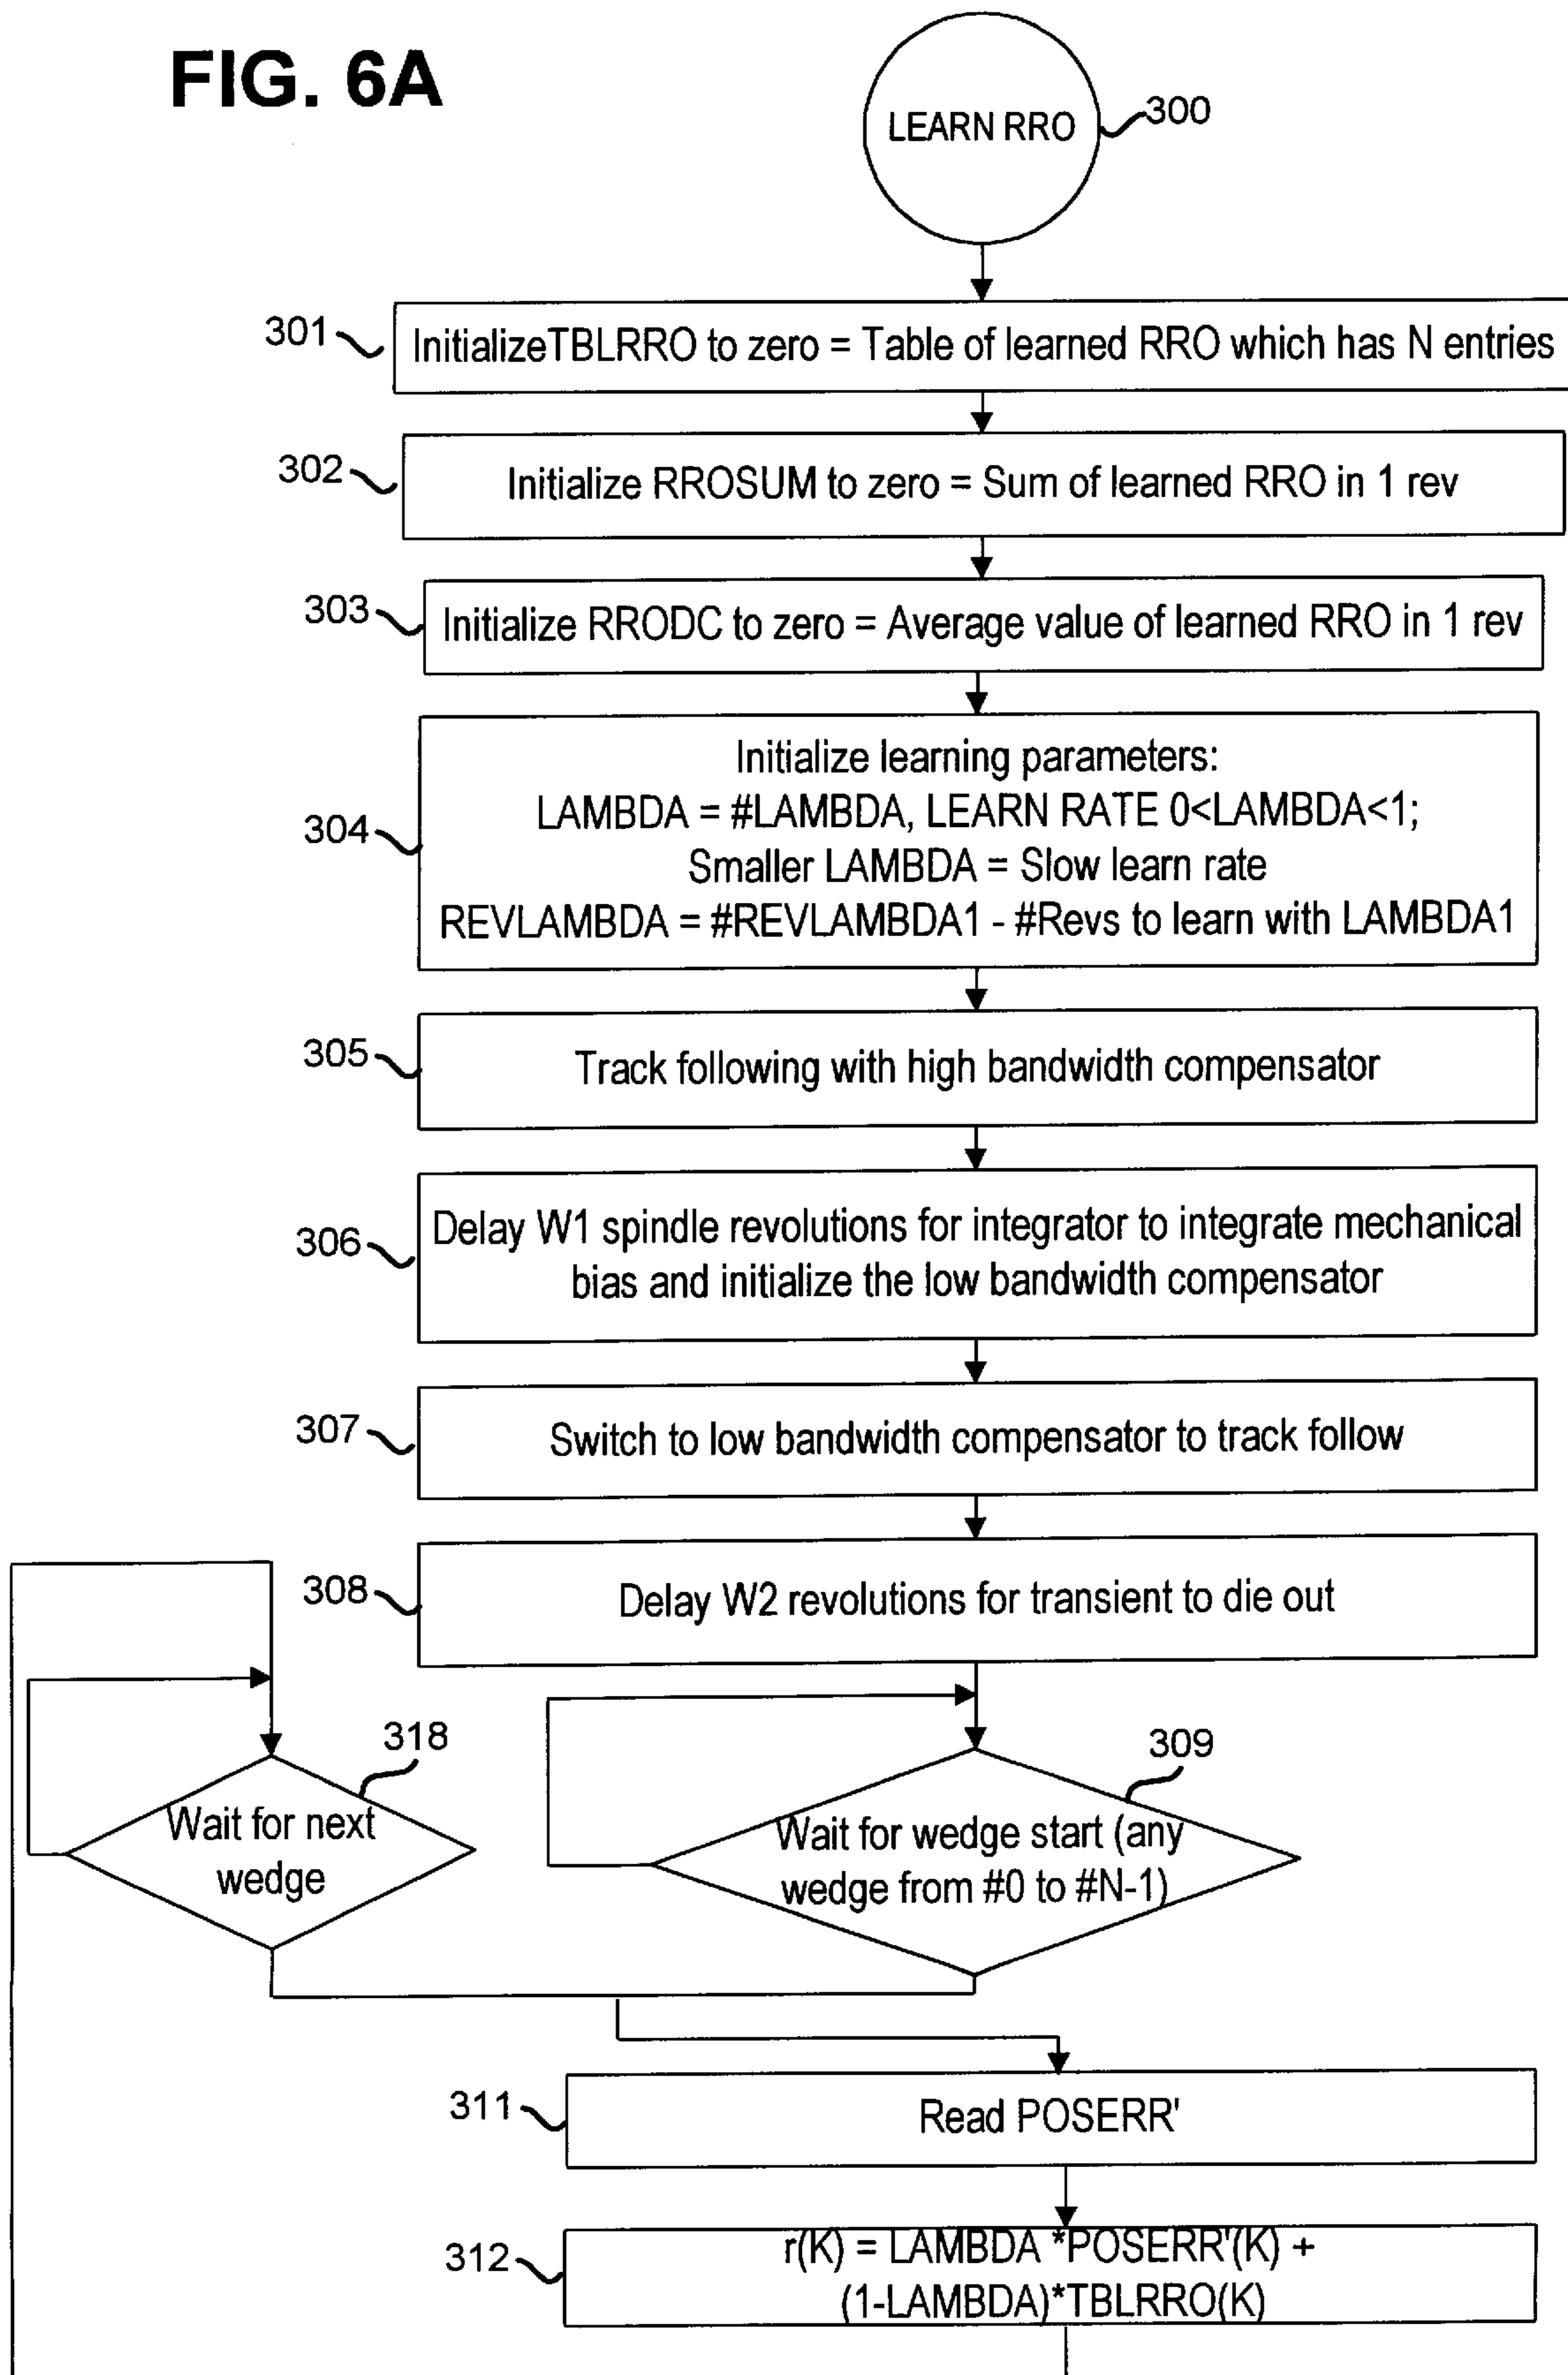 FIG. 6A
LEARN RRO
300
301
InitializeTBLRRO to zero = Table of learned RRO which has N entries
302
Initialize RROSUM to zero = Sum of learned RRO in 1 rev
303
Initialize RRODC to zero = Average value of learned RRO in 1 rev
304
Initialize learning parameters:
LAMBDA = #LAMBDA, LEARN RATE 0<LAMBDA<1;
Smaller LAMBDA = Slow learn rate
REVLAMBDA = #REVLAMBDA1 - #Revs to learn with LAMBDA1
305
Track following with high bandwidth compensator
306
Delay W1 spindle revolutions for integrator to integrate mechanical
bias and initialize the low bandwidth compensator
307
Switch to low bandwidth compensator to track follow
308
Delay W2 revolutions for transient to die out
318
Wait for next
wedge
309
Wait for wedge start (any
wedge from #0 to #N-1)
311
Read POSERR'
312
r(K) = LAMBDA *POSERR'(K) +
(1-LAMBDA)*TBLRRO(K)